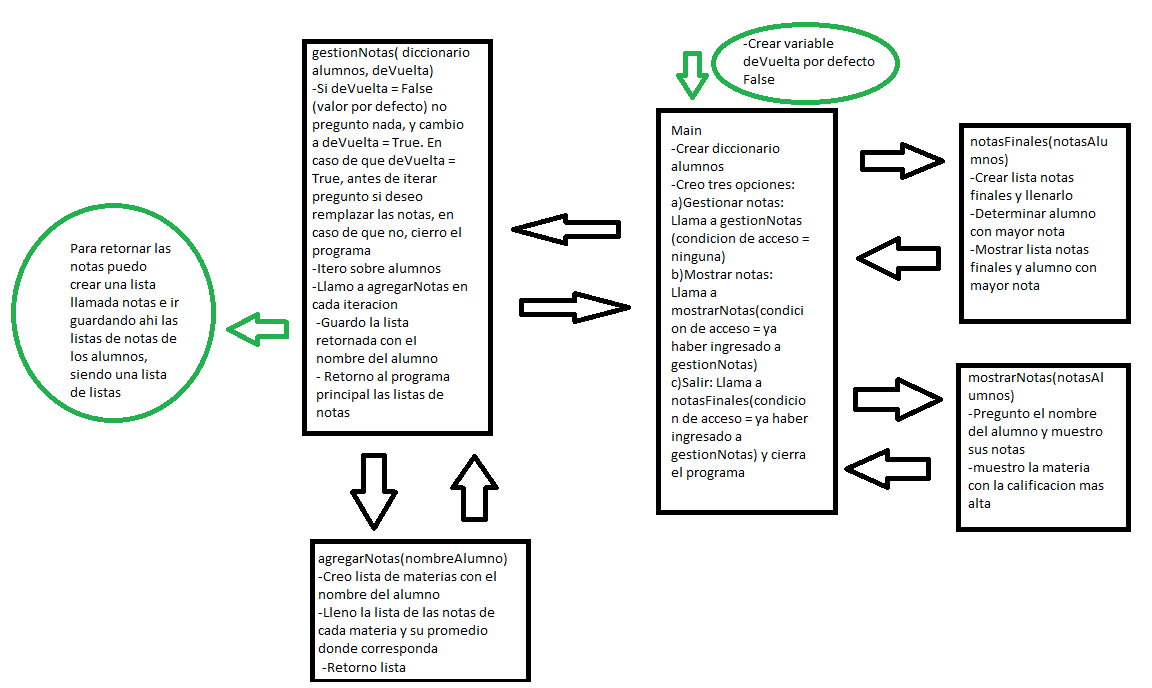 gestionNotas( diccionario
alumnos, deVuelta)
-Si deVuelta = False
(valor por defecto) no
pregunto nada, y cambio
a deVuelta = True. En
caso de que deVuelta =
True, antes de iterar
pregunto si deseo
remplazar las notas, en
caso de que no, cierro el
programa
-Itero sobre alumnos
-Llamo a agregarNotas en
cada iteracion
-Guardo la lista
retornada con el
nombre del alumno
- Retorno al programa
principal las listas de
notas
Para retornar las
notas puedo
crear una lista
llamada notas e ir
guardando ahi las
listas de notas de
los alumnos,
siendo una lista
de listas
agregarNotas(nombreAlumno)
-Creo lista de materias con el
nombre del alumno
-Lleno la lista de las notas de
cada materia y su promedio
donde corresponda
-Retorno lista
-Crear variable
deVuelta por defecto
False
Main
-Crear diccionario
alumnos
-Creo tres opciones:
a)Gestionar notas:
Llama a gestionNotas
(condicion de acceso =
ninguna)
b)Mostrar notas:
Llama a
mostrarNotas(condici
on de acceso = ya
haber ingresado a
gestionNotas)
c)Salir: Llama a
notasFinales(condicio
n de acceso = ya haber
ingresado a
gestionNotas) y cierra
el programa
notasFinales(notasAlu
mnos)
-Crear lista notas
finales y llenarlo
-Determinar alumno
con mayor nota
-Mostrar lista notas
finales y alumno con
mayor nota
mostrarNotas(notasAl
umnos)
-Pregunto el nombre
del alumno y muestro
sus notas
-muestro la materia
con la calificacion mas
alta